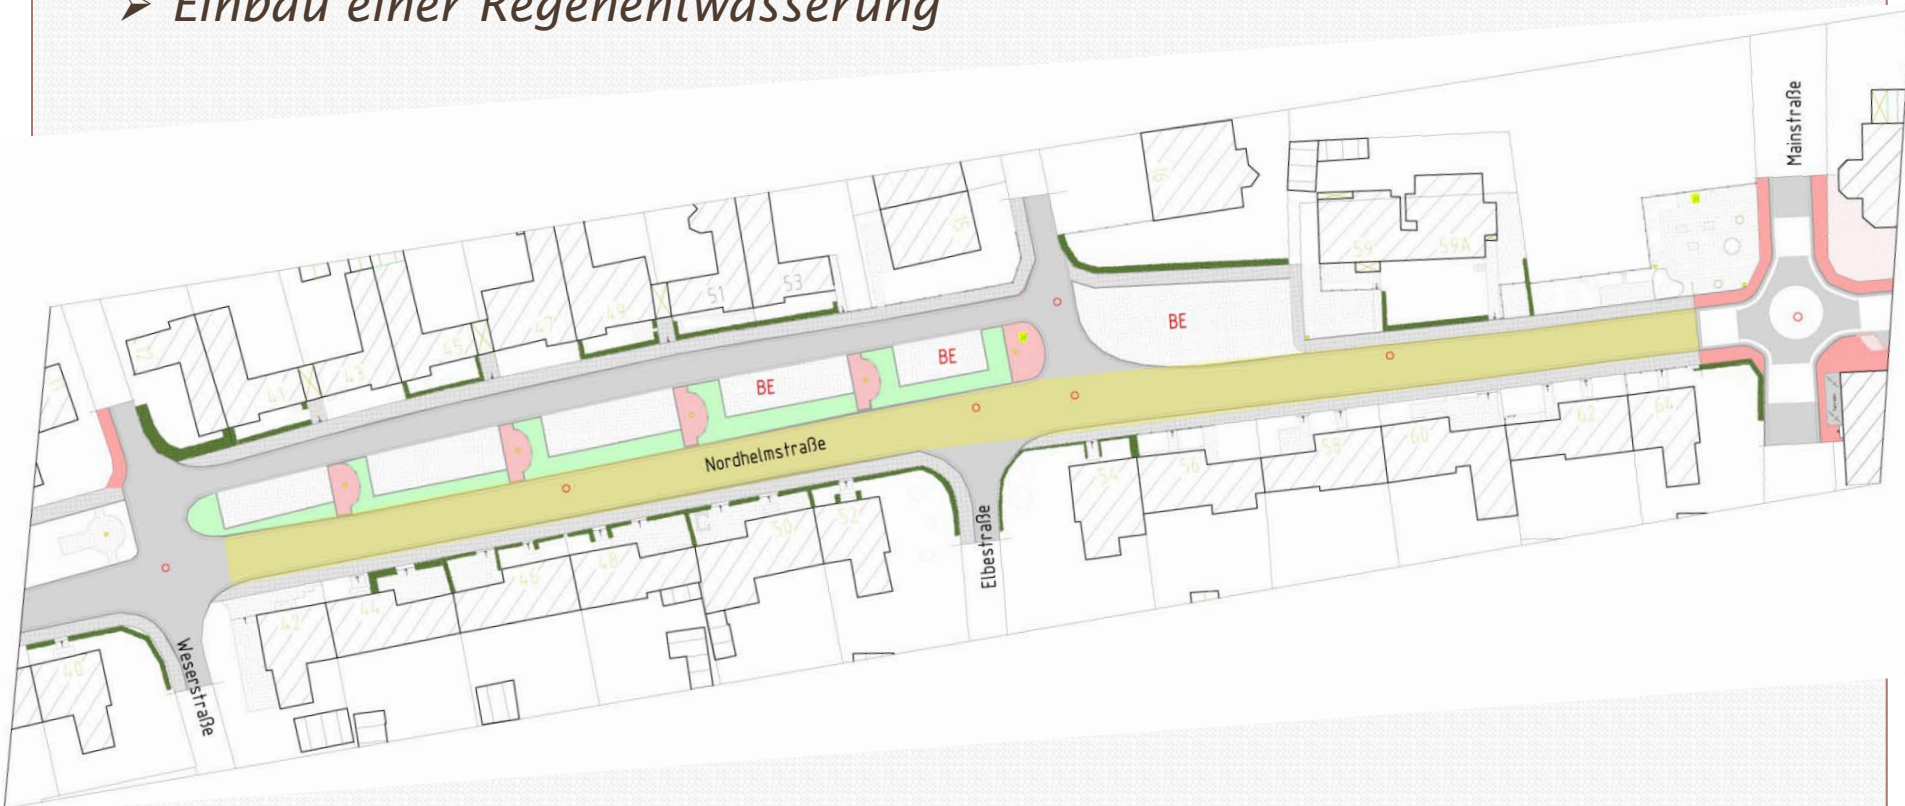 ➢ Einbau einer Regenentwässerung
Mainstraße
59
59A
51
53
49
47
45
43
41
BE
BE
BE
Nordhelmstraße
64
62
60
58
56
54
52
50
48
46
44
42
40
Elbestraße
Weserstraße